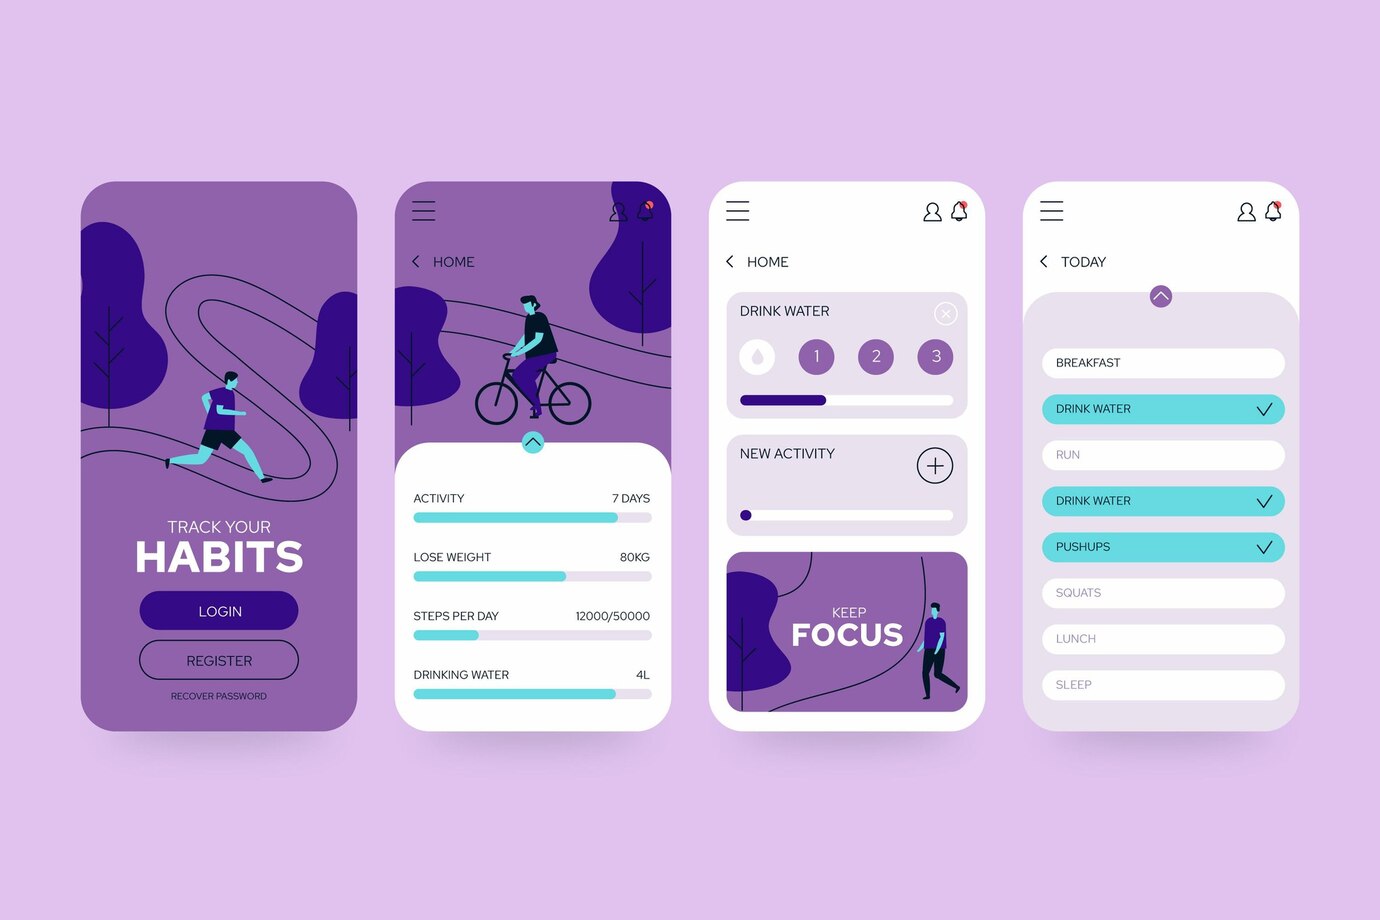 TRACK YOUR
HABITS
LOGIN
REGISTER
RECOVER PASSWORD
HOME
ACTIVITY 7 DAYS
LOSE WEIGHT 80KG
STEPS PER DAY 12000/50000
DRINKING WATER 4L
HOME
DRINK WATER
1 2 3
NEW ACTIVITY
KEEP
FOCUS
TODAY
BREAKFAST
DRINK WATER
RUN
DRINK WATER
PUSHUPS
SQUATS
LUNCH
SLEEP